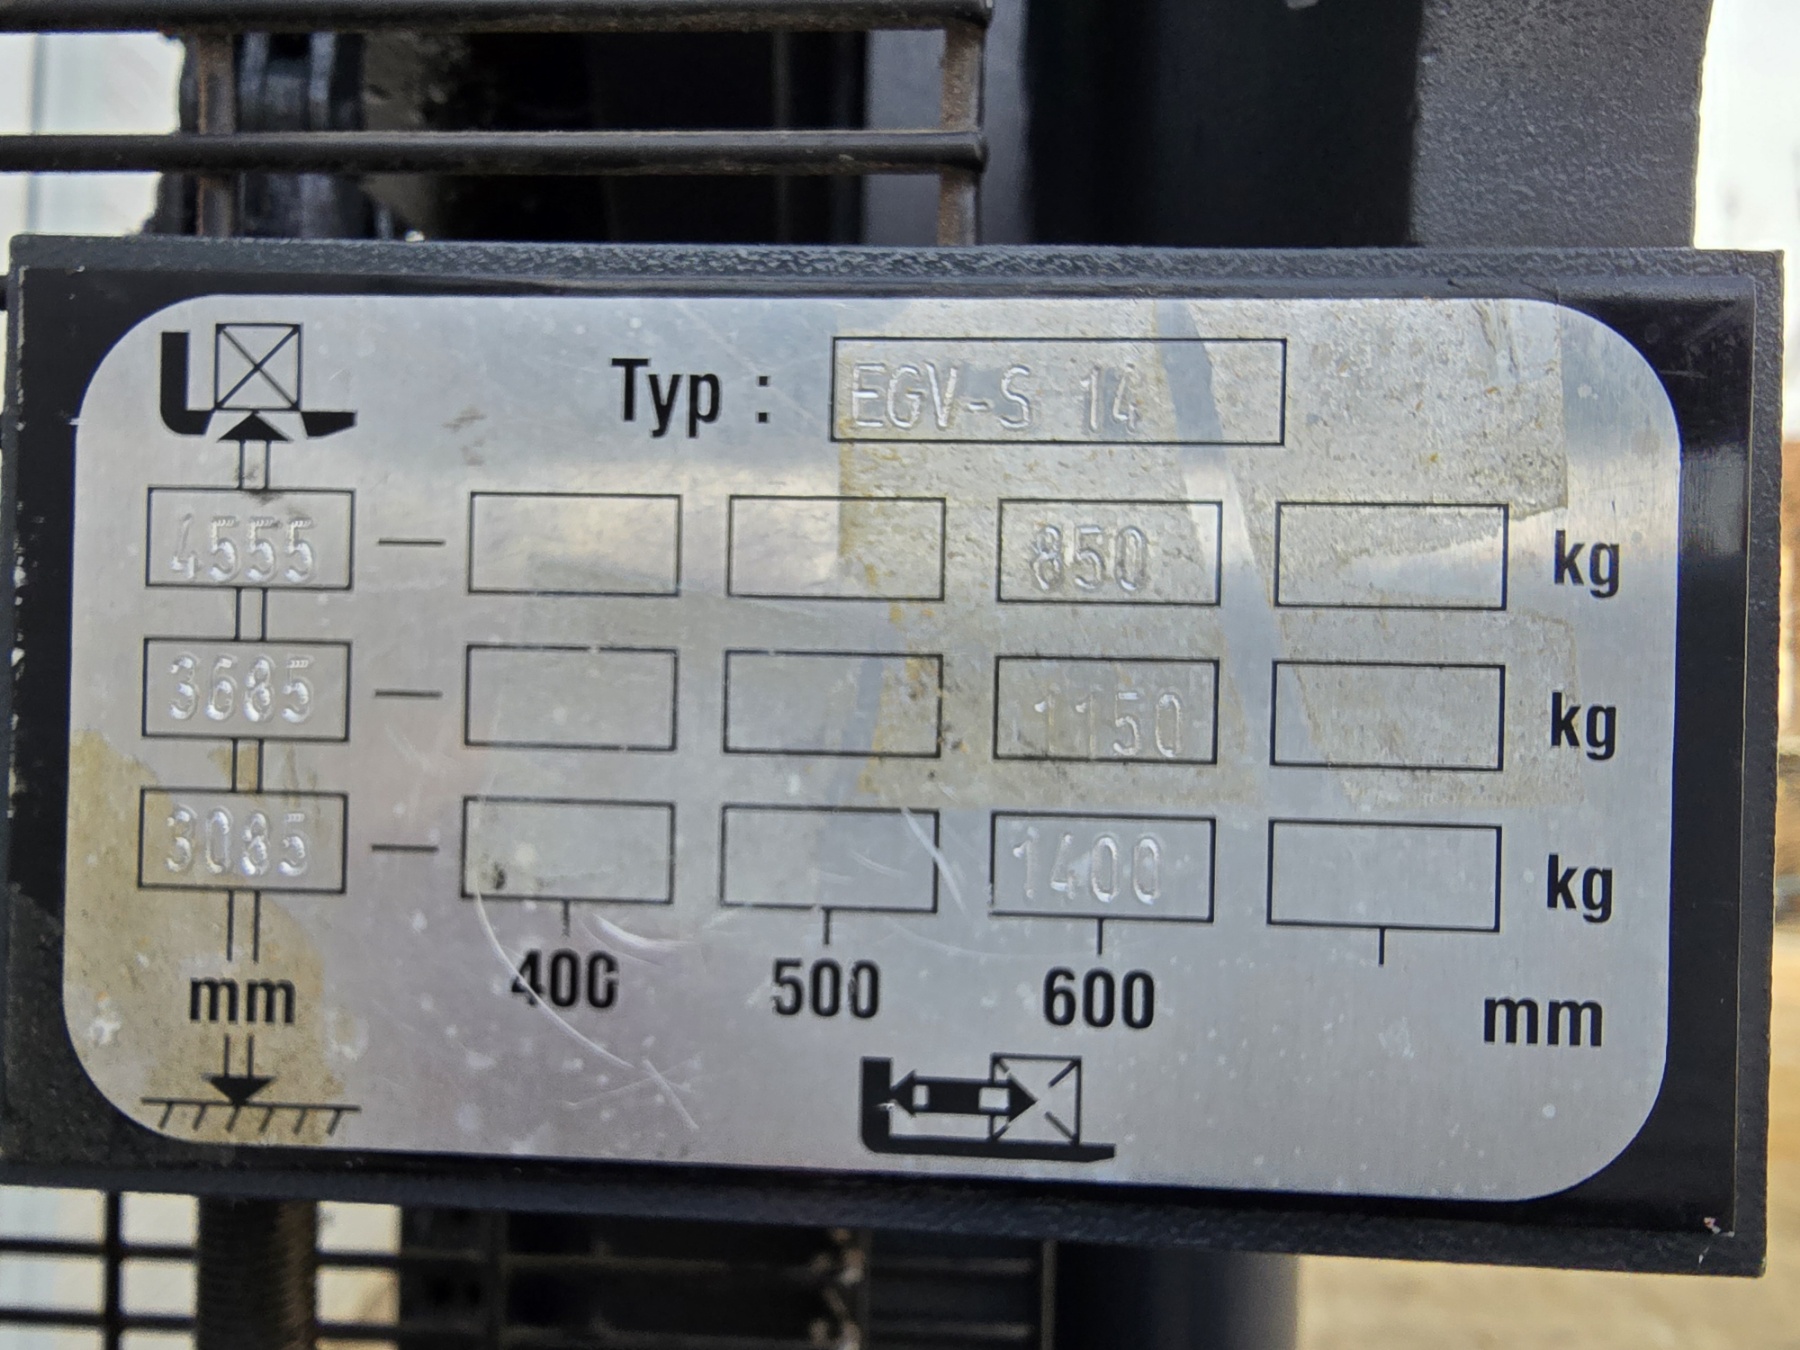 Typ : EGV-S 14
4555 — 850 kg
3685 — 1150 kg
3085 — 1400 kg
mm 400 500 600 mm